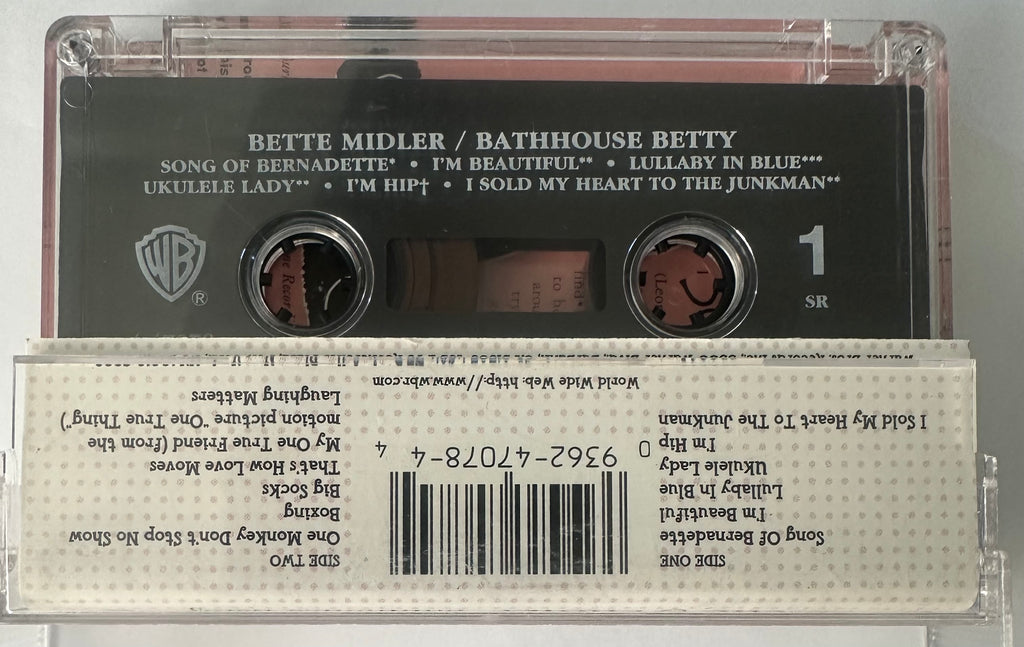 BETTE MIDLER / BATHHOUSE BETTY
SONG OF BERNADETTE* • I'M BEAUTIFUL** • LULLABY IN BLUE***
UKULELE LADY** • I'M HIP† • I SOLD MY HEART TO THE JUNKMAN**
WB
®
1
SR
find•
to
(Leo
SIDE ONE
Song Of Bernadette
I'm Beautiful
Lullaby In Blue
Ukulele Lady
I'm Hip
I Sold My Heart To The Junkman
0 9362-47078-4 4
SIDE TWO
One Monkey Don't Stop No Show
Boxing
Big Socks
That's How Love Moves
My One True Friend (from the
motion picture "One True Thing")
Laughing Matters
World Wide Web: http://www.wbr.com